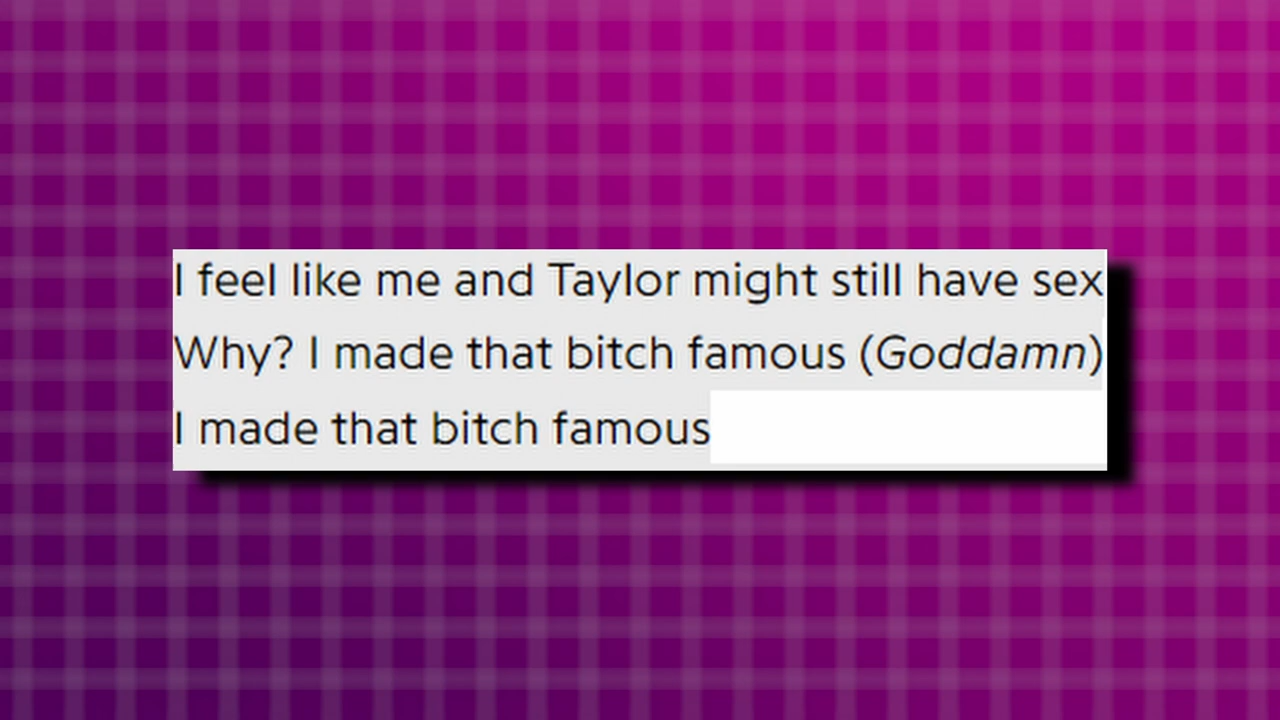 I feel like me and Taylor might still have sex
Why? I made that bitch famous (Goddamn)
I made that bitch famous